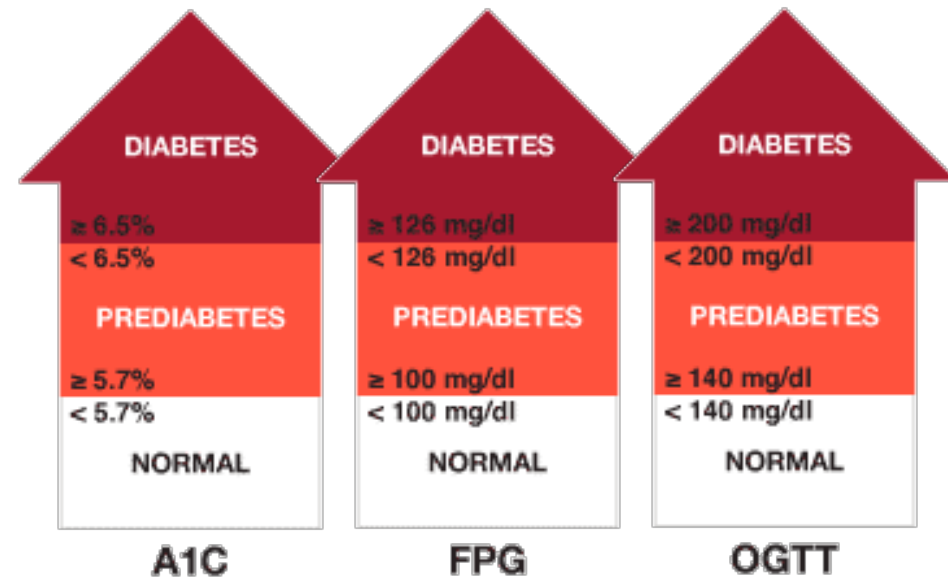 DIABETES
≥ 6.5%
< 6.5%
PREDIABETES
≥ 5.7%
< 5.7%
NORMAL
A1C
DIABETES
≥ 126 mg/dl
< 126 mg/dl
PREDIABETES
≥ 100 mg/dl
< 100 mg/dl
NORMAL
FPG
DIABETES
≥ 200 mg/dl
< 200 mg/dl
PREDIABETES
≥ 140 mg/dl
< 140 mg/dl
NORMAL
OGTT